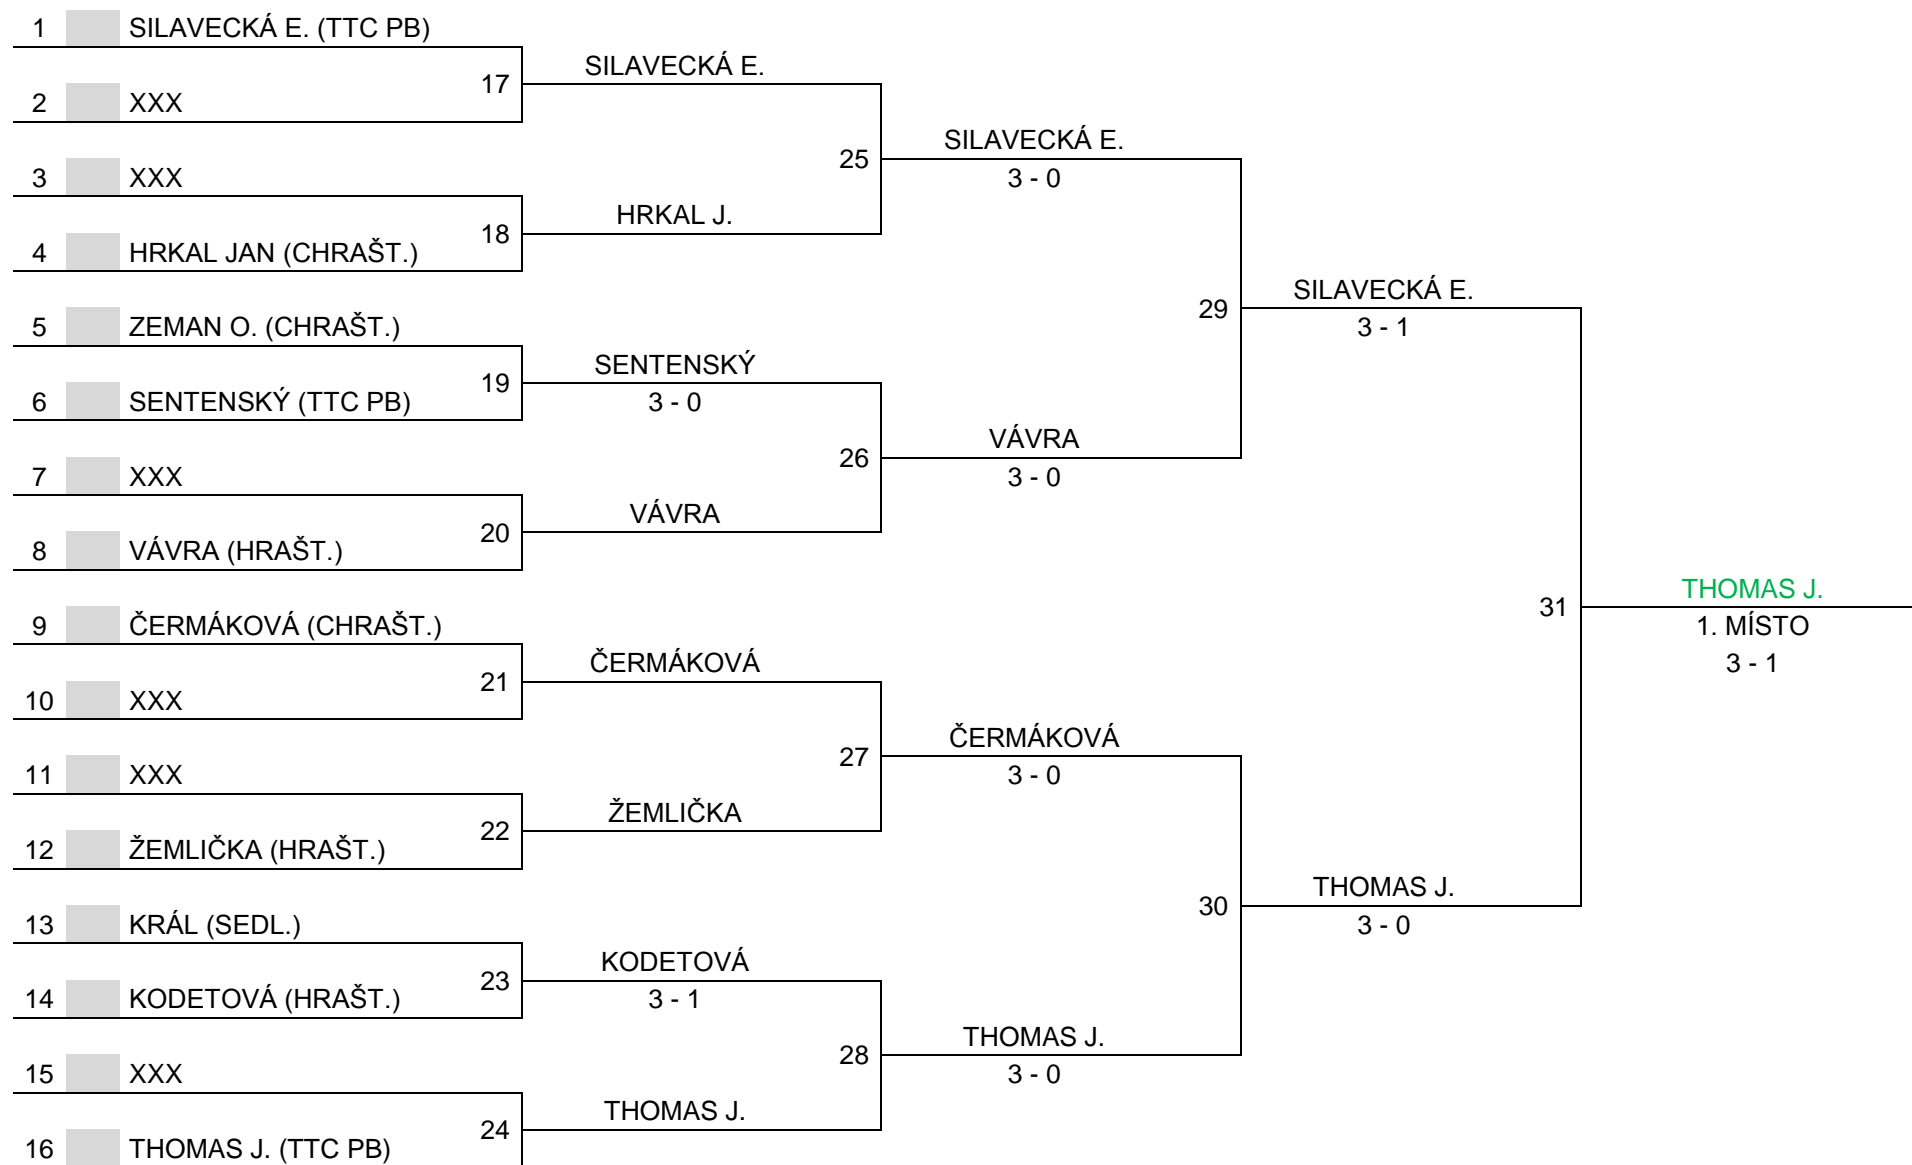 1 SILAVECKÁ E. (TTC PB)
SILAVECKÁ E.
17
2 XXX
SILAVECKÁ E.
25
3 XXX
3 - 0
HRKAL J.
18
4 HRKAL JAN (CHRAŠT.)
SILAVECKÁ E.
29
5 ZEMAN O. (CHRAŠT.)
3 - 1
SENTENSKÝ
19
6 SENTENSKÝ (TTC PB)
3 - 0
VÁVRA
26
7 XXX
3 - 0
VÁVRA
20
8 VÁVRA (HRAŠT.)
THOMAS J.
31
9 ČERMÁKOVÁ (CHRAŠT.)
1. MÍSTO
ČERMÁKOVÁ
3 - 1
21
10 XXX
ČERMÁKOVÁ
27
11 XXX
3 - 0
ŽEMLIČKA
22
12 ŽEMLIČKA (HRAŠT.)
THOMAS J.
30
13 KRÁL (SEDL.)
3 - 0
KODETOVÁ
23
14 KODETOVÁ (HRAŠT.)
3 - 1
THOMAS J.
28
15 XXX
3 - 0
THOMAS J.
24
16 THOMAS J. (TTC PB)